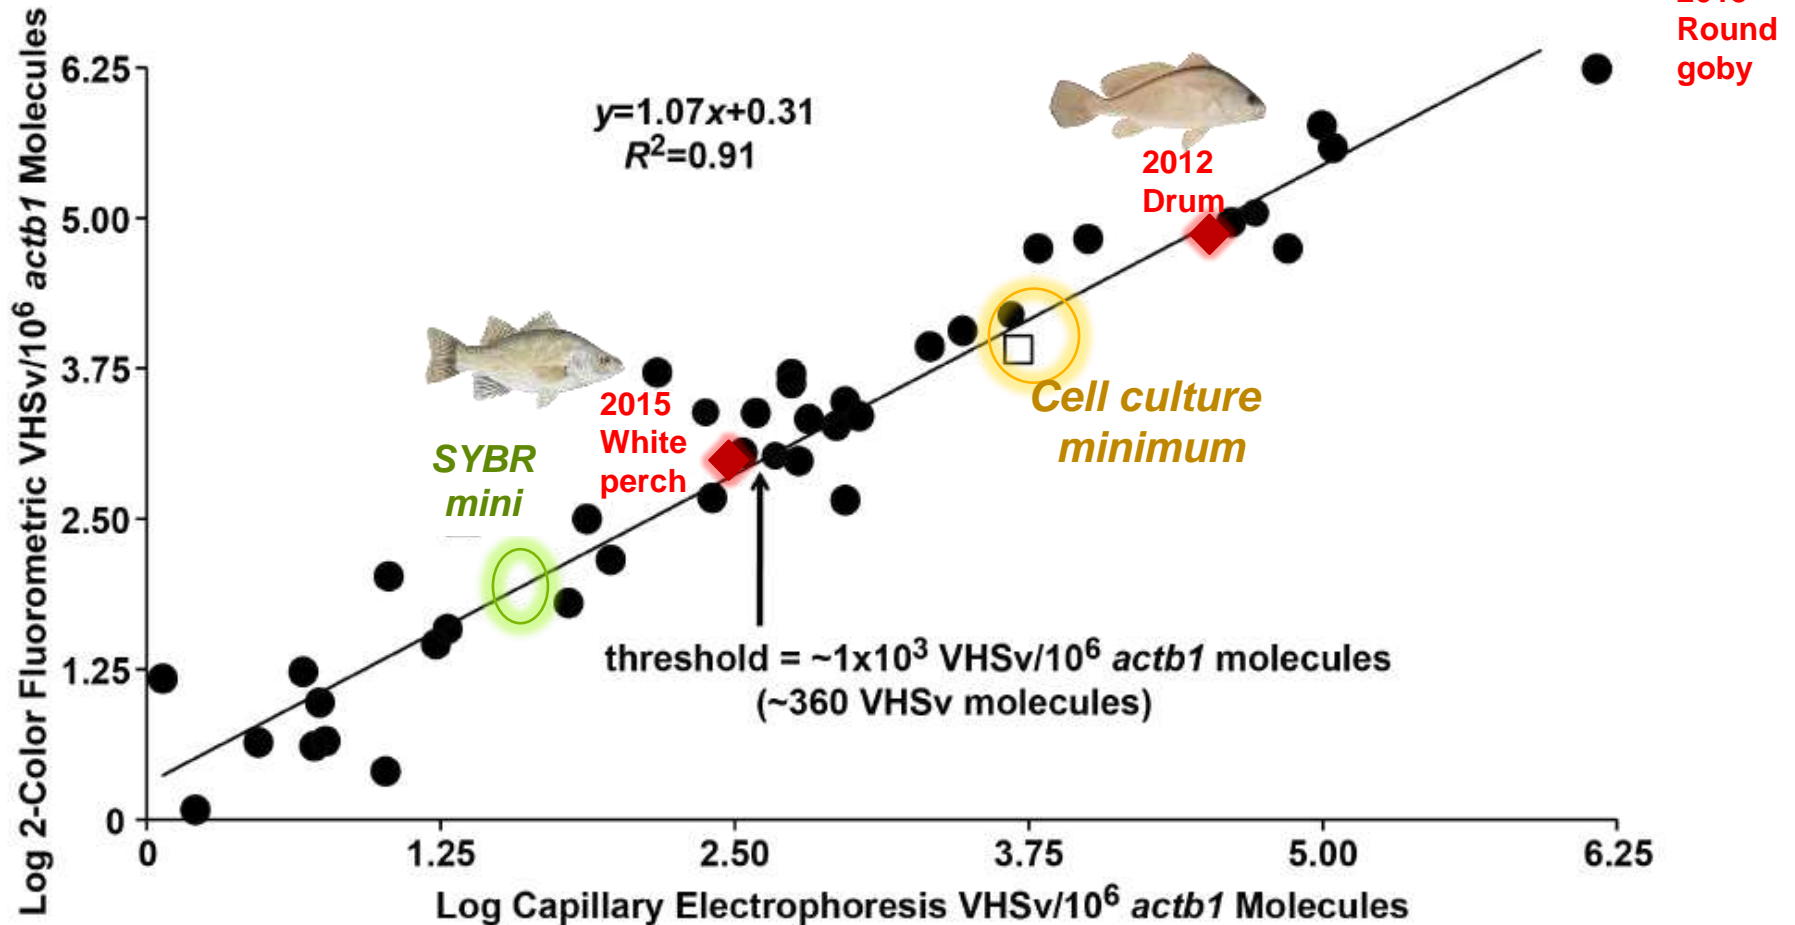 Round
goby
6.25
5.00
3.75
2.50
1.25
0
Log 2-Color Fluorometric VHSv/10⁶ actb1 Molecules
y=1.07x+0.31
R²=0.91
2012
Drum
2015
White
perch
SYBR
mini
Cell culture
minimum
threshold = ~1x10³ VHSv/10⁶ actb1 molecules
(~360 VHSv molecules)
0
1.25
2.50
3.75
5.00
6.25
Log Capillary Electrophoresis VHSv/10⁶ actb1 Molecules